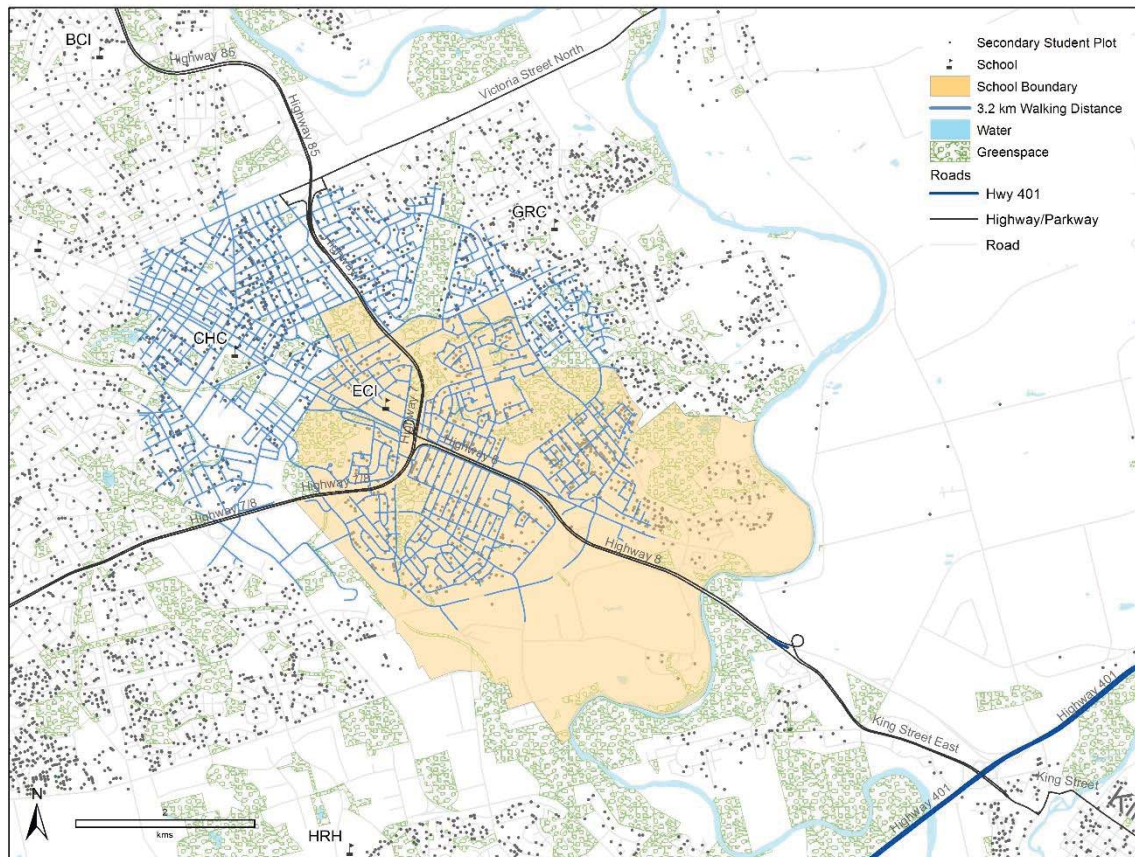 BCI
Highway 85
Highway 85
Victoria Street North
GRC
CHC
ECI
Highway 8
Highway 7/8
Highway 7/8
Highway 8
King Street East
Highway 401
Highway 401
King Street
HRH
Secondary Student Plot
School
School Boundary
3.2 km Walking Distance
Water
Greenspace
Roads
Hwy 401
Highway/Parkway
Road
N
2
kms